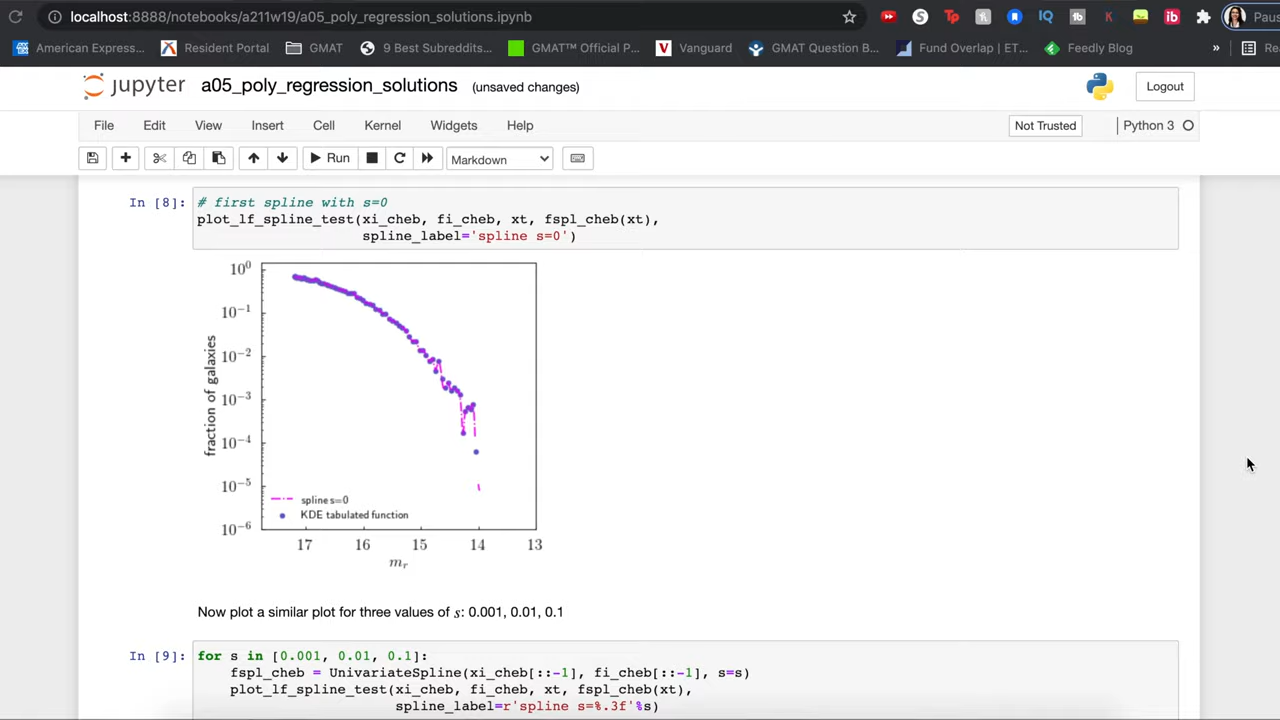 localhost:8888/notebooks/a211w19/a05_poly_regression_solutions.ipynb
Paus
American Express...
Resident Portal
GMAT
9 Best Subreddits...
GMAT™ Official P...
Vanguard
GMAT Question B...
Fund Overlap | ET...
Feedly Blog
»
Re
jupyter a05_poly_regression_solutions (unsaved changes)
Logout
File Edit View Insert Cell Kernel Widgets Help
Not Trusted
Python 3
Run
Markdown
In [8]:
# first spline with s=0
plot_lf_spline_test(xi_cheb, fi_cheb, xt, fspl_cheb(xt),
spline_label='spline s=0')
10⁰
10⁻¹
10⁻²
10⁻³
10⁻⁴
10⁻⁵
10⁻⁶
fraction of galaxies
spline s=0
KDE tabulated function
17 16 15 14 13
mᵣ
Now plot a similar plot for three values of s: 0.001, 0.01, 0.1
In [9]:
for s in [0.001, 0.01, 0.1]:
fspl_cheb = UnivariateSpline(xi_cheb[::-1], fi_cheb[::-1], s=s)
plot_lf_spline_test(xi_cheb, fi_cheb, xt, fspl_cheb(xt),
spline_label=r'spline s=%.3f'%s)